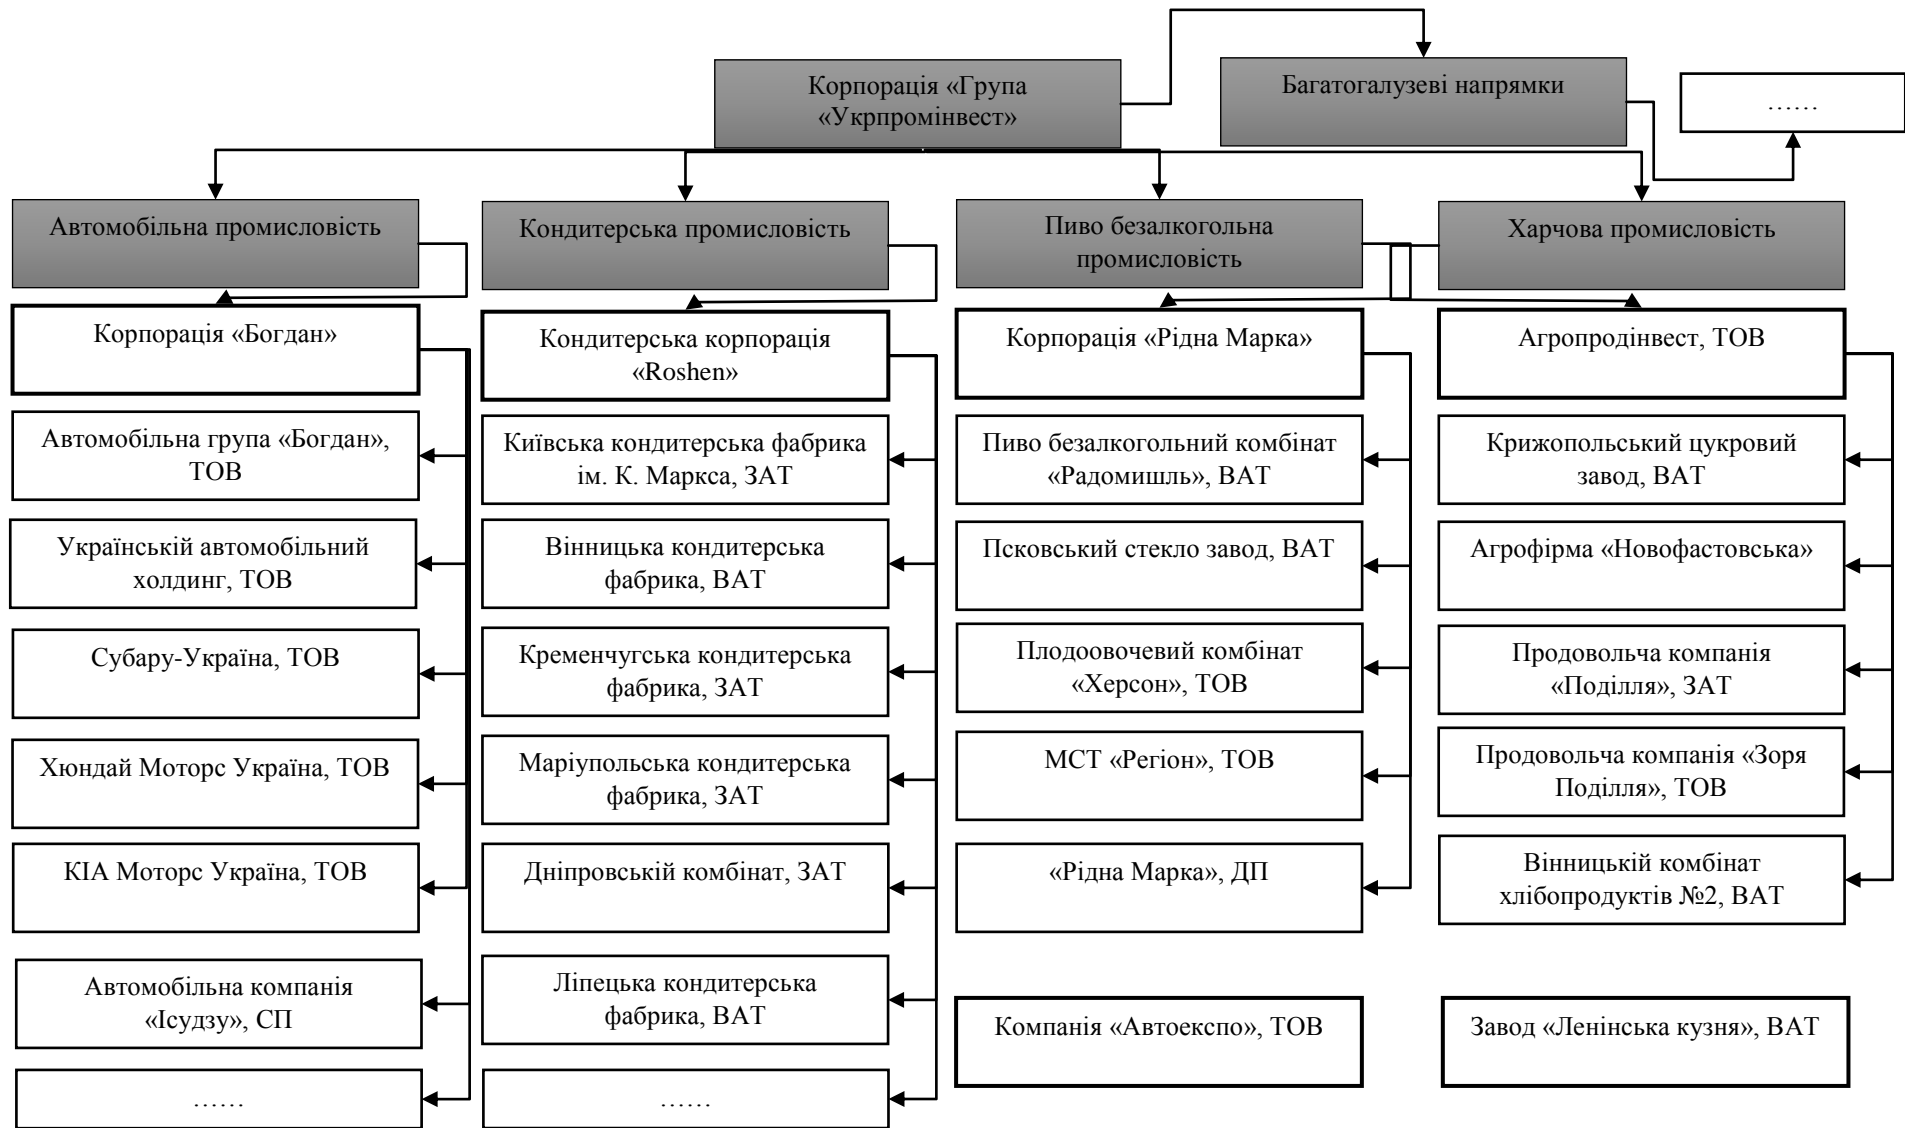 Корпорація «Група
«Укрпромінвест»
Багатогалузеві напрямки
……
Автомобільна промисловість
Кондитерська промисловість
Пиво безалкогольна
промисловість
Харчова промисловість
Корпорація «Богдан»
Кондитерська корпорація
«Roshen»
Корпорація «Рідна Марка»
Агропродінвест, ТОВ
Автомобільна група «Богдан»,
ТОВ
Київська кондитерська фабрика
ім. К. Маркса, ЗАТ
Пиво безалкогольний комбінат
«Радомишль», ВАТ
Крижопольський цукровий
завод, ВАТ
Українській автомобільний
холдинг, ТОВ
Вінницька кондитерська
фабрика, ВАТ
Псковський стекло завод, ВАТ
Агрофірма «Новофастовська»
Субару-Україна, ТОВ
Кременчугська кондитерська
фабрика, ЗАТ
Плодоовочевий комбінат
«Херсон», ТОВ
Продовольча компанія
«Поділля», ЗАТ
Хюндай Моторс Україна, ТОВ
Маріупольська кондитерська
фабрика, ЗАТ
МСТ «Регіон», ТОВ
Продовольча компанія «Зоря
Поділля», ТОВ
КІА Моторс Україна, ТОВ
Дніпровській комбінат, ЗАТ
«Рідна Марка», ДП
Вінницькій комбінат
хлібопродуктів №2, ВАТ
Автомобільна компанія
«Ісудзу», СП
Ліпецька кондитерська
фабрика, ВАТ
Компанія «Автоекспо», ТОВ
Завод «Ленінська кузня», ВАТ
……
……